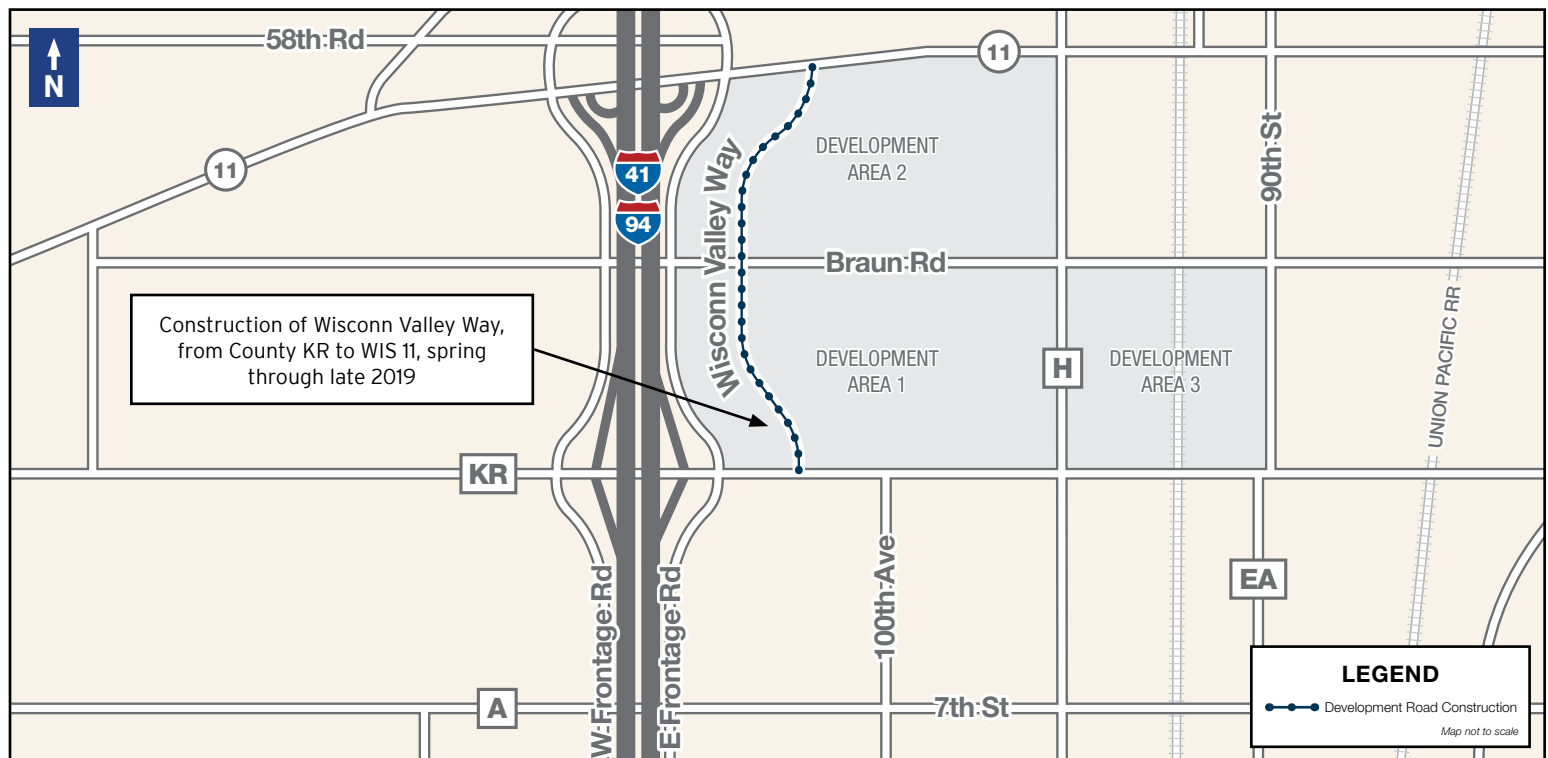 58th Rd
N
11
11
41
94
Wisconn Valley Way
DEVELOPMENT
AREA 2
90th St
Braun Rd
Construction of Wisconn Valley Way,
from County KR to WIS 11, spring
through late 2019
DEVELOPMENT
AREA 1
H
DEVELOPMENT
AREA 3
UNION PACIFIC RR
KR
W Frontage Rd
E Frontage Rd
100th Ave
EA
A
7th St
LEGEND
Development Road Construction
Map not to scale